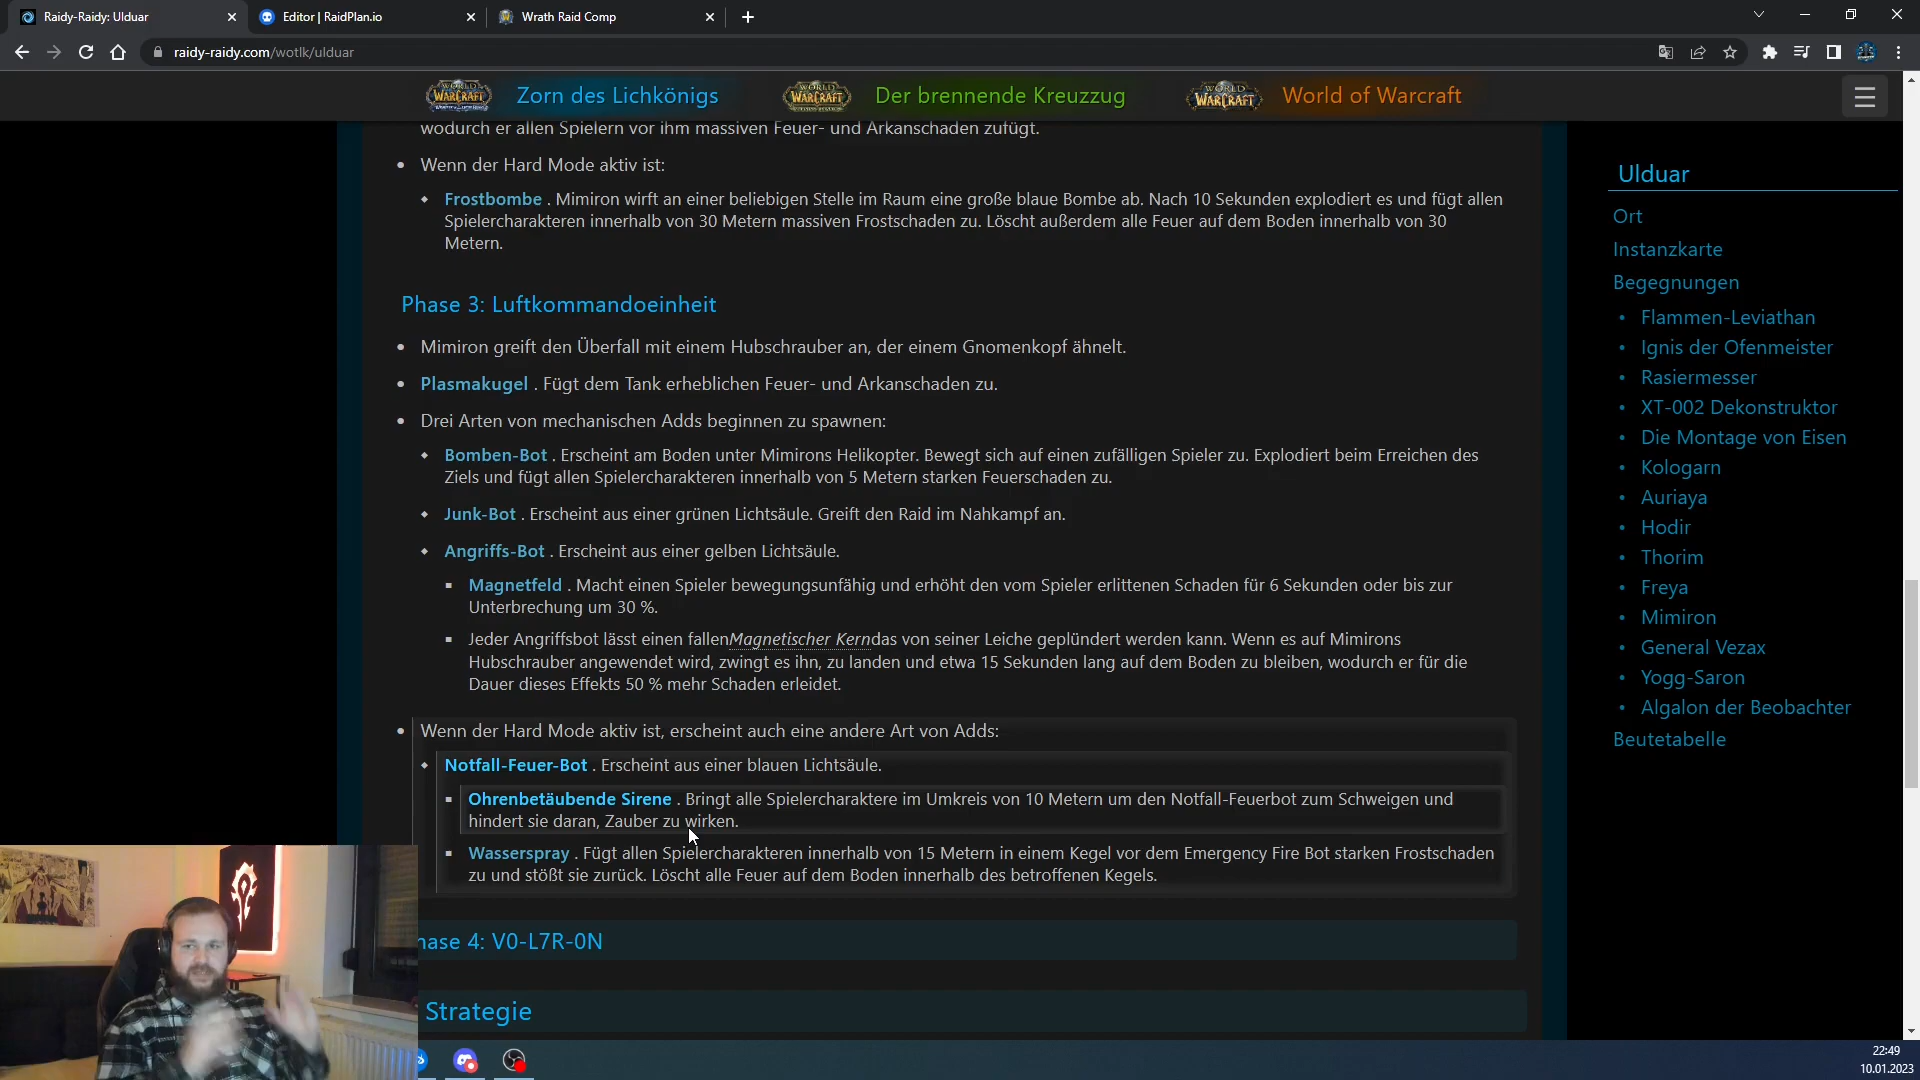 Raidy-Raidy: Ulduar
Editor | RaidPlan.io
Wrath Raid Comp
raidy-raidy.com/wotlk/ulduar
WORLD OF WARCRAFT
Zorn des Lichkönigs
WORLD OF WARCRAFT
Der brennende Kreuzzug
WORLD OF WARCRAFT
World of Warcraft
wodurch er allen Spielern vor ihm massiven Feuer- und Arkanschaden zufügt.
Wenn der Hard Mode aktiv ist:
Frostbombe . Mimiron wirft an einer beliebigen Stelle im Raum eine große blaue Bombe ab. Nach 10 Sekunden explodiert es und fügt allen
Spielercharakteren innerhalb von 30 Metern massiven Frostschaden zu. Löscht außerdem alle Feuer auf dem Boden innerhalb von 30
Metern.
Phase 3: Luftkommandoeinheit
Mimiron greift den Überfall mit einem Hubschrauber an, der einem Gnomenkopf ähnelt.
Plasmakugel . Fügt dem Tank erheblichen Feuer- und Arkanschaden zu.
Drei Arten von mechanischen Adds beginnen zu spawnen:
Bomben-Bot . Erscheint am Boden unter Mimirons Helikopter. Bewegt sich auf einen zufälligen Spieler zu. Explodiert beim Erreichen des
Ziels und fügt allen Spielercharakteren innerhalb von 5 Metern starken Feuerschaden zu.
Junk-Bot . Erscheint aus einer grünen Lichtsäule. Greift den Raid im Nahkampf an.
Angriffs-Bot . Erscheint aus einer gelben Lichtsäule.
Magnetfeld . Macht einen Spieler bewegungsunfähig und erhöht den vom Spieler erlittenen Schaden für 6 Sekunden oder bis zur
Unterbrechung um 30 %.
Jeder Angriffsbot lässt einen fallenMagnetischer Kerndas von seiner Leiche geplündert werden kann. Wenn es auf Mimirons
Hubschrauber angewendet wird, zwingt es ihn, zu landen und etwa 15 Sekunden lang auf dem Boden zu bleiben, wodurch er für die
Dauer dieses Effekts 50 % mehr Schaden erleidet.
Wenn der Hard Mode aktiv ist, erscheint auch eine andere Art von Adds:
Notfall-Feuer-Bot . Erscheint aus einer blauen Lichtsäule.
Ohrenbetäubende Sirene . Bringt alle Spielercharaktere im Umkreis von 10 Metern um den Notfall-Feuerbot zum Schweigen und
hindert sie daran, Zauber zu wirken.
Wasserspray . Fügt allen Spielercharakteren innerhalb von 15 Metern in einem Kegel vor dem Emergency Fire Bot starken Frostschaden
zu und stößt sie zurück. Löscht alle Feuer auf dem Boden innerhalb des betroffenen Kegels.
hase 4: V0-L7R-0N
Strategie
Ulduar
Ort
Instanzkarte
Begegnungen
Flammen-Leviathan
Ignis der Ofenmeister
Rasiermesser
XT-002 Dekonstruktor
Die Montage von Eisen
Kologarn
Auriaya
Hodir
Thorim
Freya
Mimiron
General Vezax
Yogg-Saron
Algalon der Beobachter
Beutetabelle
22:49
10.01.2023